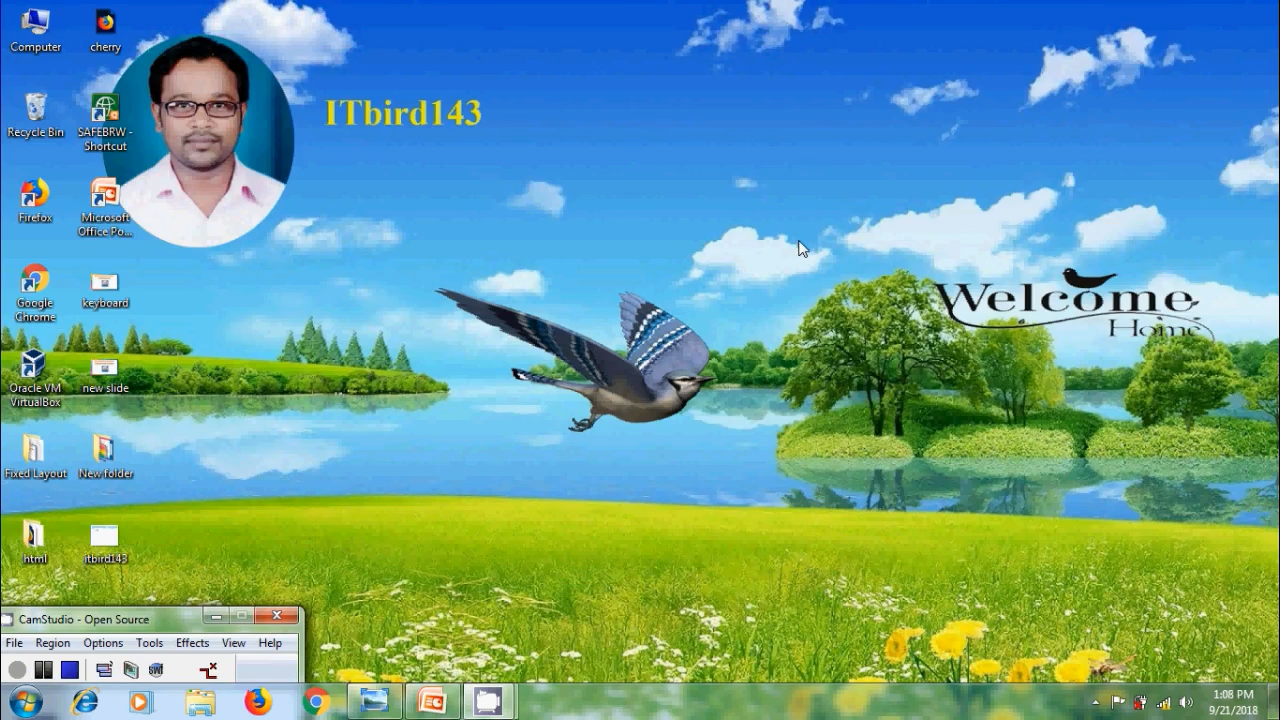 Computer
cherry
ITbird143
Recycle Bin
SAFEBRW -
Shortcut
Firefox
Microsoft
Office Po...
Google
Chrome
keyboard
Welcome
Home
Oracle VM
VirtualBox
new slide
Fixed Layout
New folder
html
itbird143
CamStudio - Open Source
File Region Options Tools Effects View Help
1:08 PM
9/21/2018